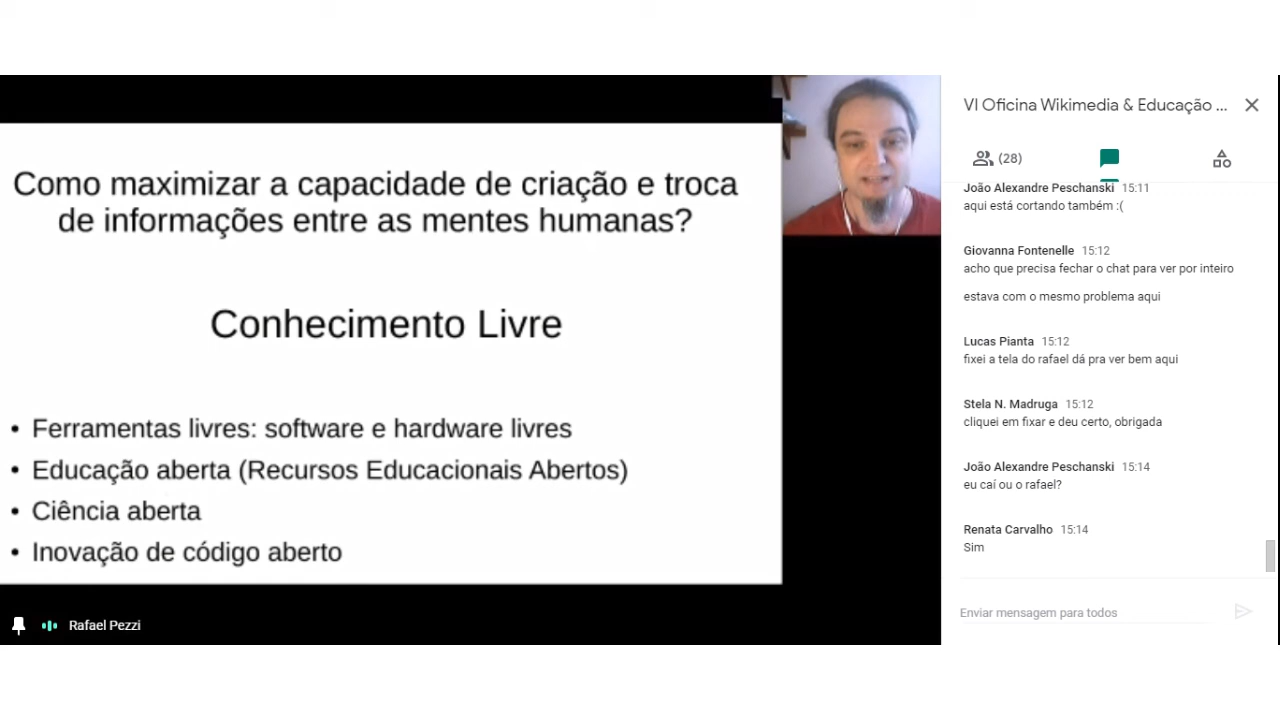 Como maximizar a capacidade de criação e troca
de informações entre as mentes humanas?
Conhecimento Livre
• Ferramentas livres: software e hardware livres
• Educação aberta (Recursos Educacionais Abertos)
• Ciência aberta
• Inovação de código aberto
Rafael Pezzi
VI Oficina Wikimedia & Educação ...
(28)
João Alexandre Peschanski 15:11
aqui está cortando também :(
Giovanna Fontenelle 15:12
acho que precisa fechar o chat para ver por inteiro
estava com o mesmo problema aqui
Lucas Pianta 15:12
fixei a tela do rafael dá pra ver bem aqui
Stela N. Madruga 15:12
cliquei em fixar e deu certo, obrigada
João Alexandre Peschanski 15:14
eu caí ou o rafael?
Renata Carvalho 15:14
Sim
Enviar mensagem para todos